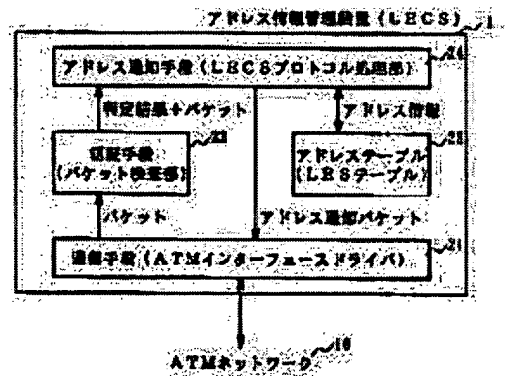 アドレス情報管理装置(LECS) 1
アドレス通知手段(LECSプロトコル処理部) 24
判定結果+パケット
アドレス情報
認証手段
(パケット検査部)
アドレステーブル
(LESテーブル)
パケット
アドレス通知パケット
通信手段(ATMインターフェースドライバ) 21
ATMネットワーク 10